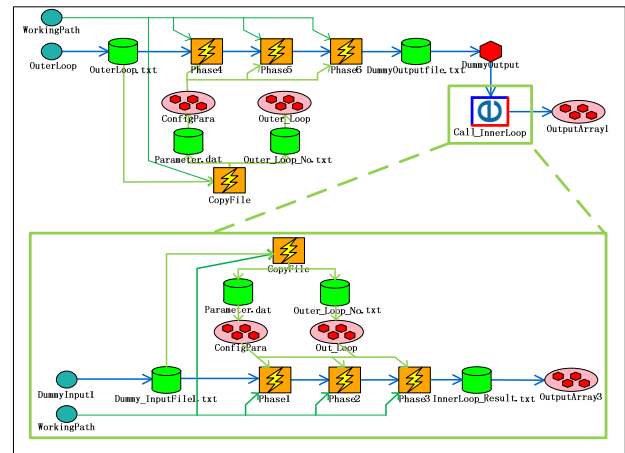 WorkingPath
OuterLoop
OuterLoop.txt
Phase4
Phase5
Phase6
DummyOutputfile.txt
DummyOutput
ConfigPara
Outer_Loop
Call_InnerLoop
OutputArray1
Parameter.dat
Outer_Loop_No.txt
CopyFile
CopyFile
Parameter.dat
Outer_Loop_No.txt
ConfigPara
Out_Loop
DummyInput1
Dummy_InputFile1.txt
Phase1
Phase2
Phase3
InnerLoop_Result.txt
OutputArray3
WorkingPath